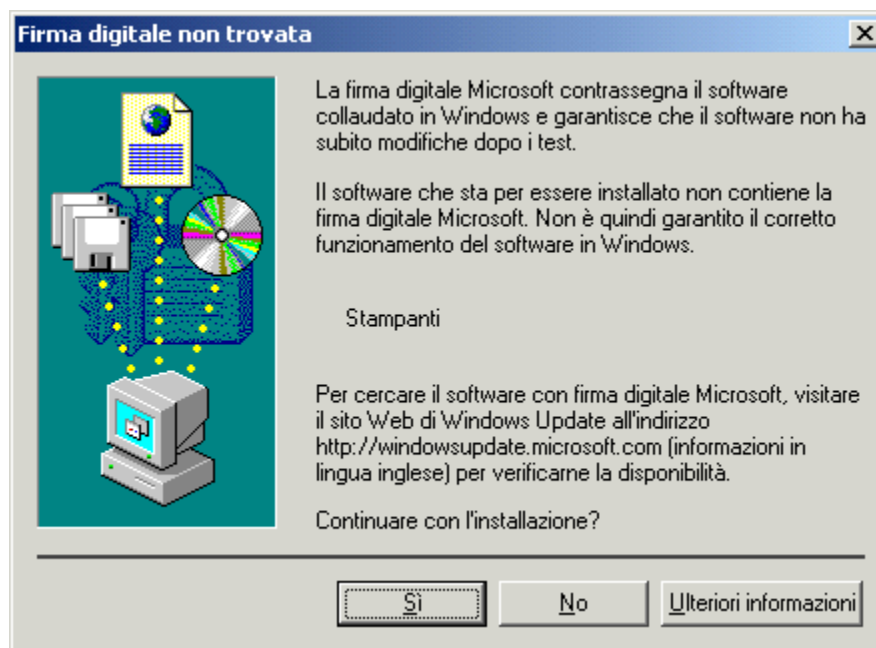 Firma digitale non trovata
La firma digitale Microsoft contrassegna il software
collaudato in Windows e garantisce che il software non ha
subito modifiche dopo i test.
Il software che sta per essere installato non contiene la
firma digitale Microsoft. Non è quindi garantito il corretto
funzionamento del software in Windows.
Stampanti
Per cercare il software con firma digitale Microsoft, visitare
il sito Web di Windows Update all'indirizzo
http://windowsupdate.microsoft.com (informazioni in
lingua inglese) per verificarne la disponibilità.
Continuare con l'installazione?
Sì No Ulteriori informazioni